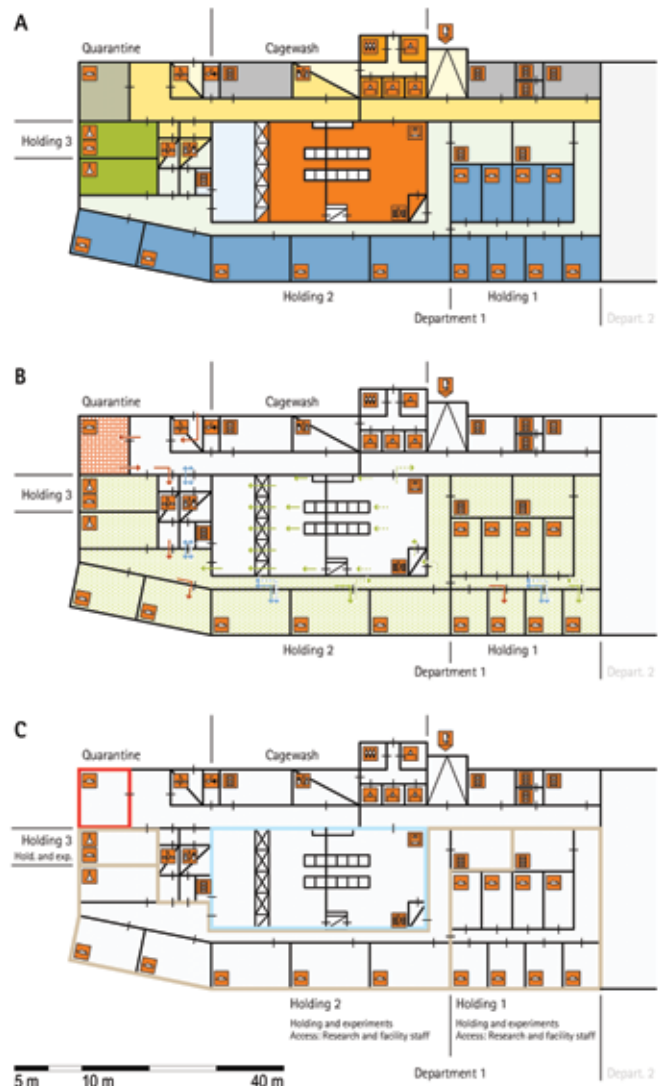 A
Quarantine
Cagewash
Holding 3
Holding 2
Holding 1
Department 1
Depart. 2
B
Quarantine
Cagewash
Holding 3
Holding 2
Holding 1
Department 1
Depart. 2
C
Quarantine
Cagewash
Holding 3
Hold. and exp.
Holding 2
Holding and experiments
Access: Research and facility staff
Holding 1
Holding and experiments
Access: Research and facility staff
5 m 10 m 40 m
Department 1
Depart. 2